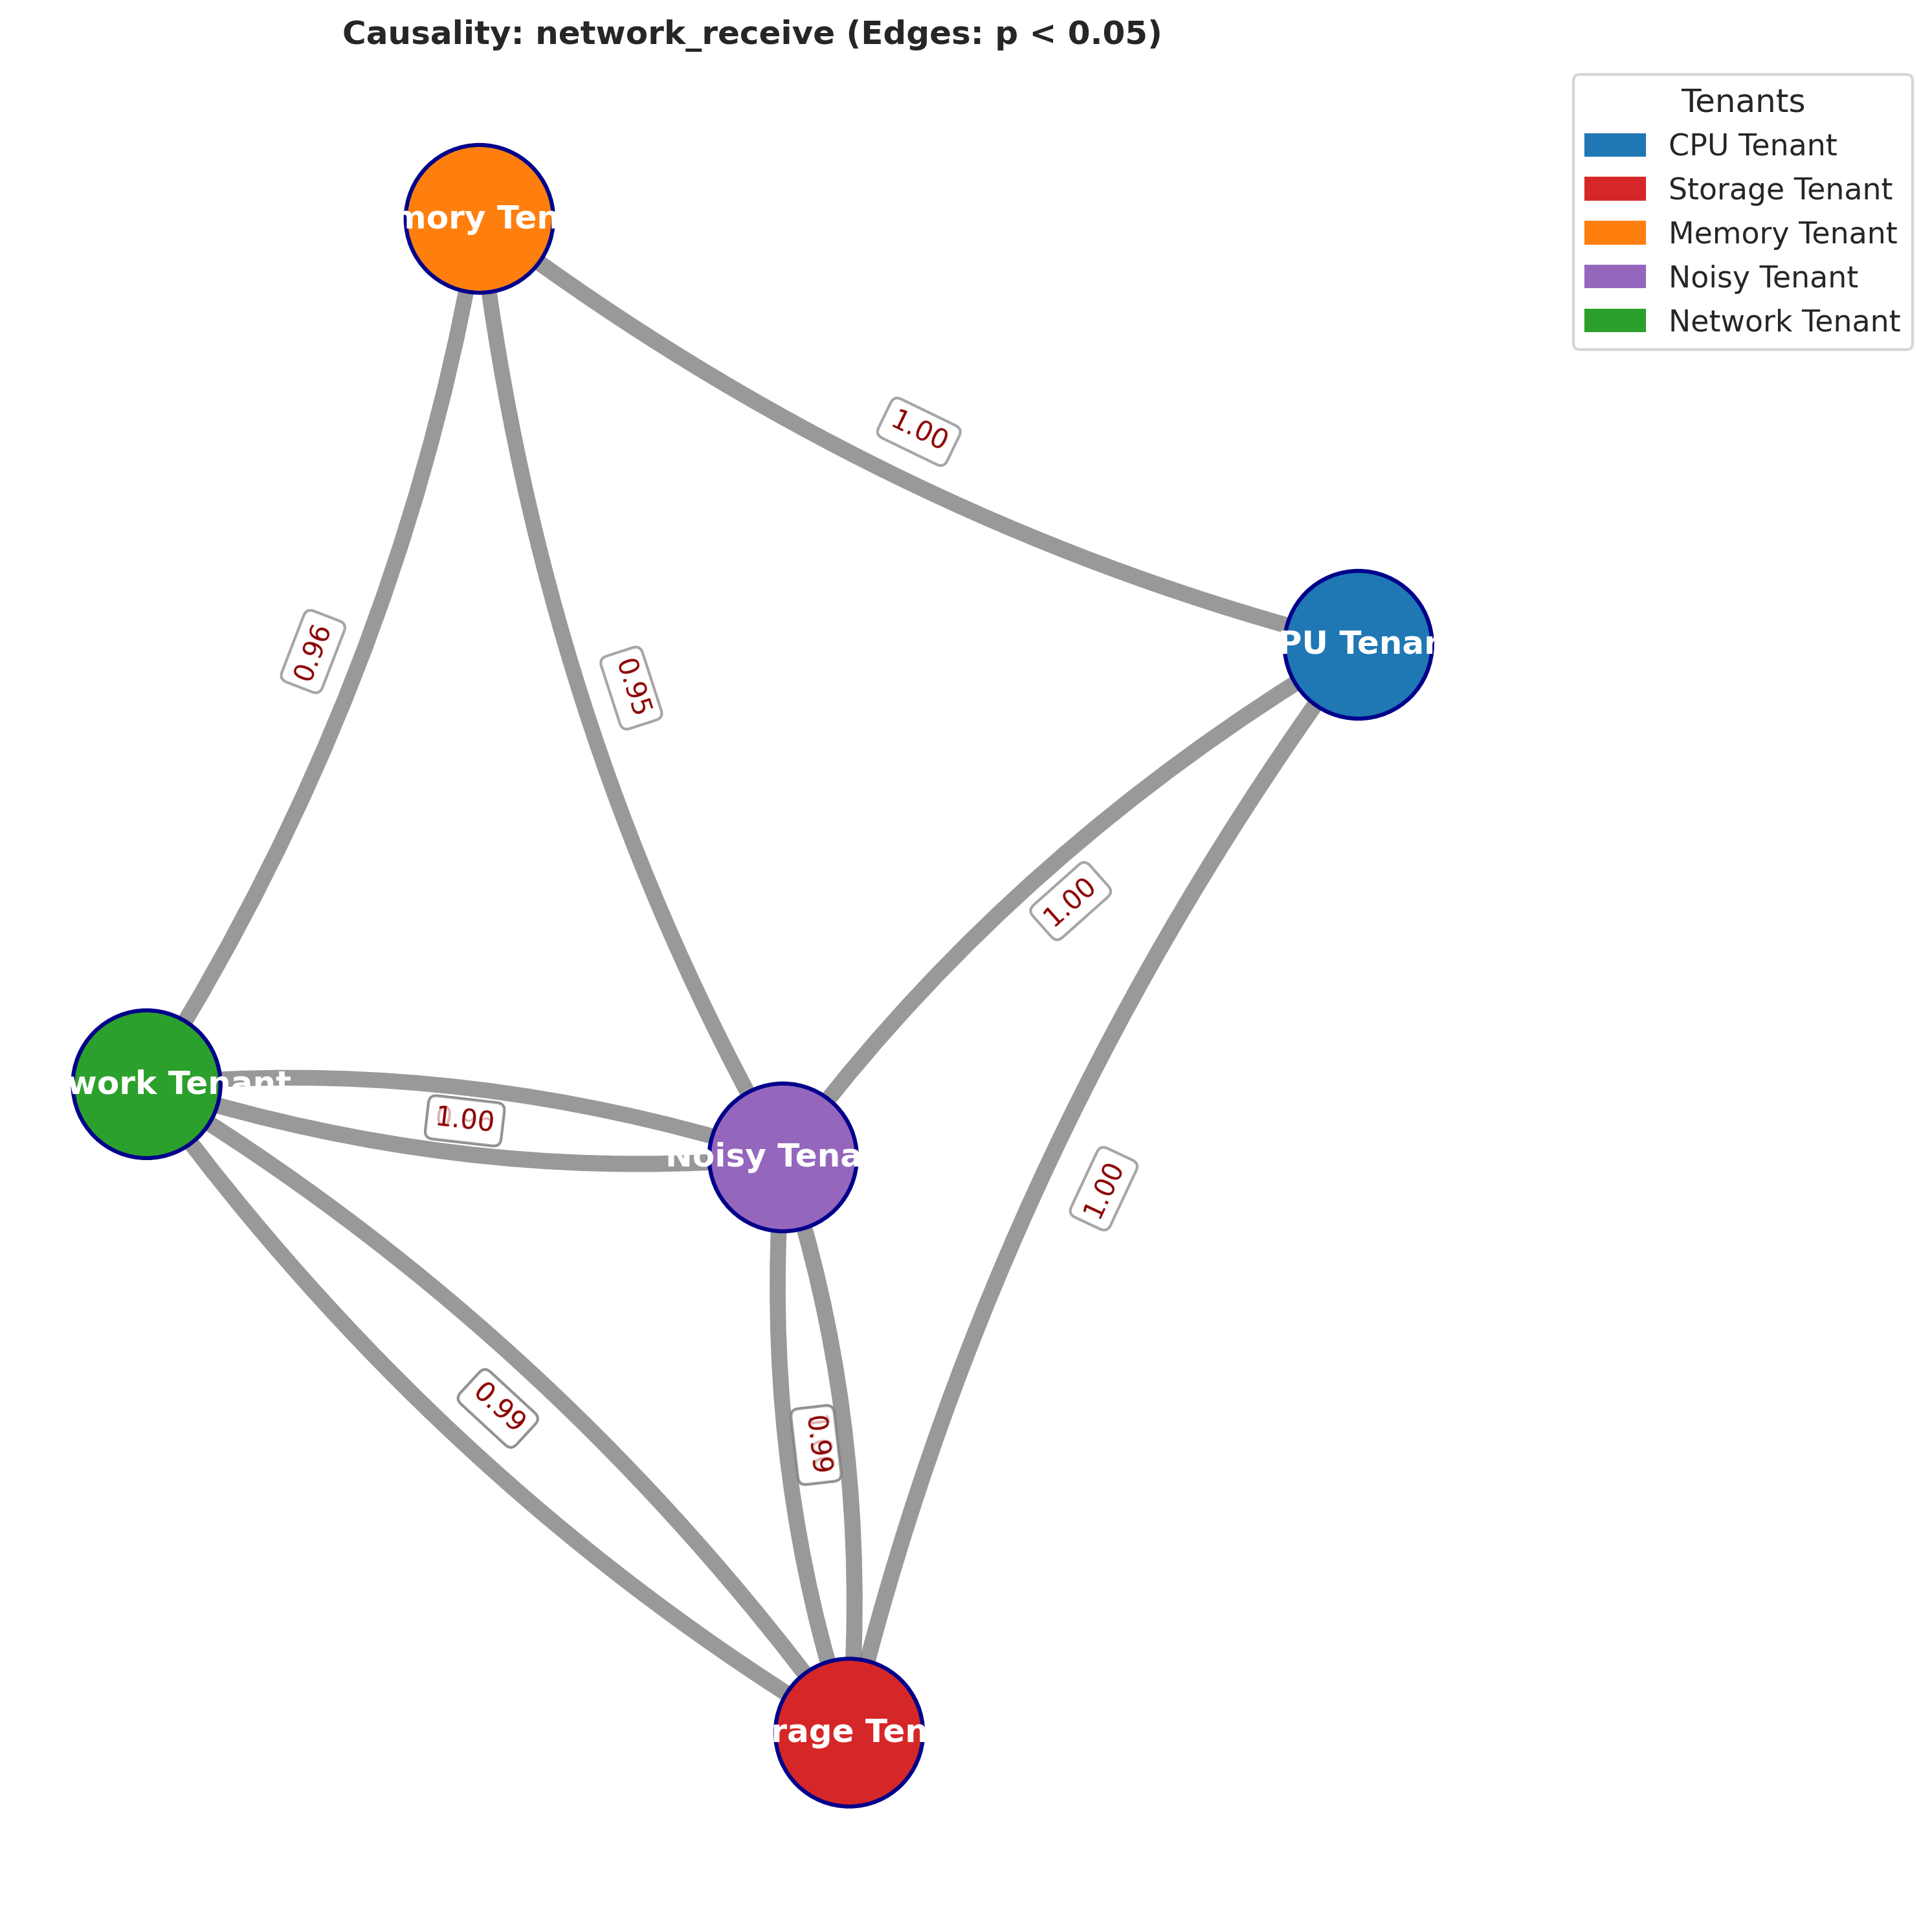 Causality: network_receive (Edges: p < 0.05)
Tenants
CPU Tenant
Storage Tenant
Memory Tenant
Noisy Tenant
Network Tenant
mory Ten
1.00
PU Tenar
0.96
0.95
1.00
work Tenant
1.00
Noisy Tena
1.00
0.99
0.99
rage Ten